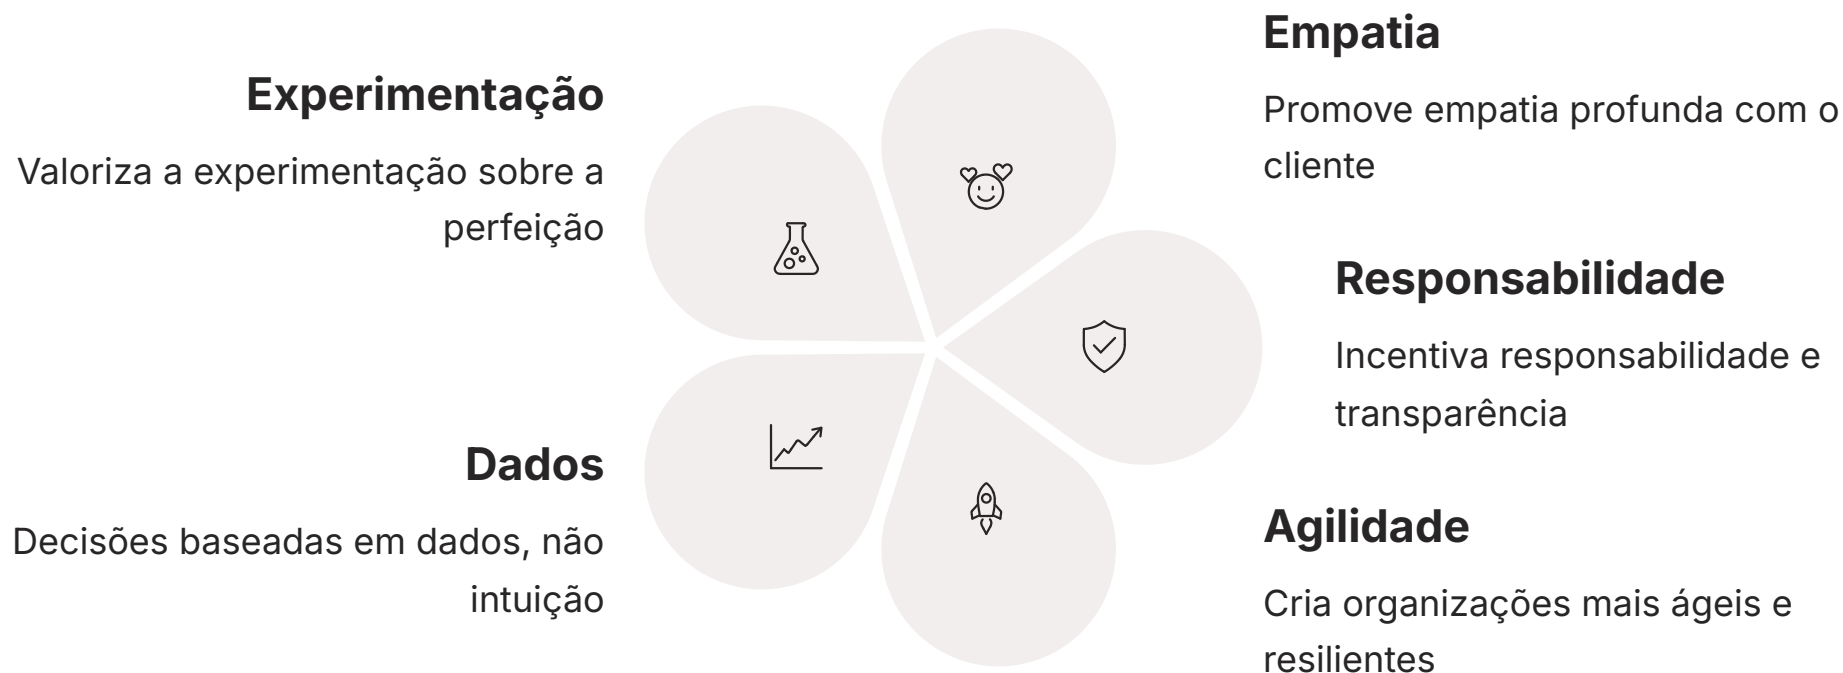 Experimentação
Valoriza a experimentação sobre a
perfeição
Dados
Decisões baseadas em dados, não
intuição
Empatia
Promove empatia profunda com o
cliente
Responsabilidade
Incentiva responsabilidade e
transparência
Agilidade
Cria organizações mais ágeis e
resilientes